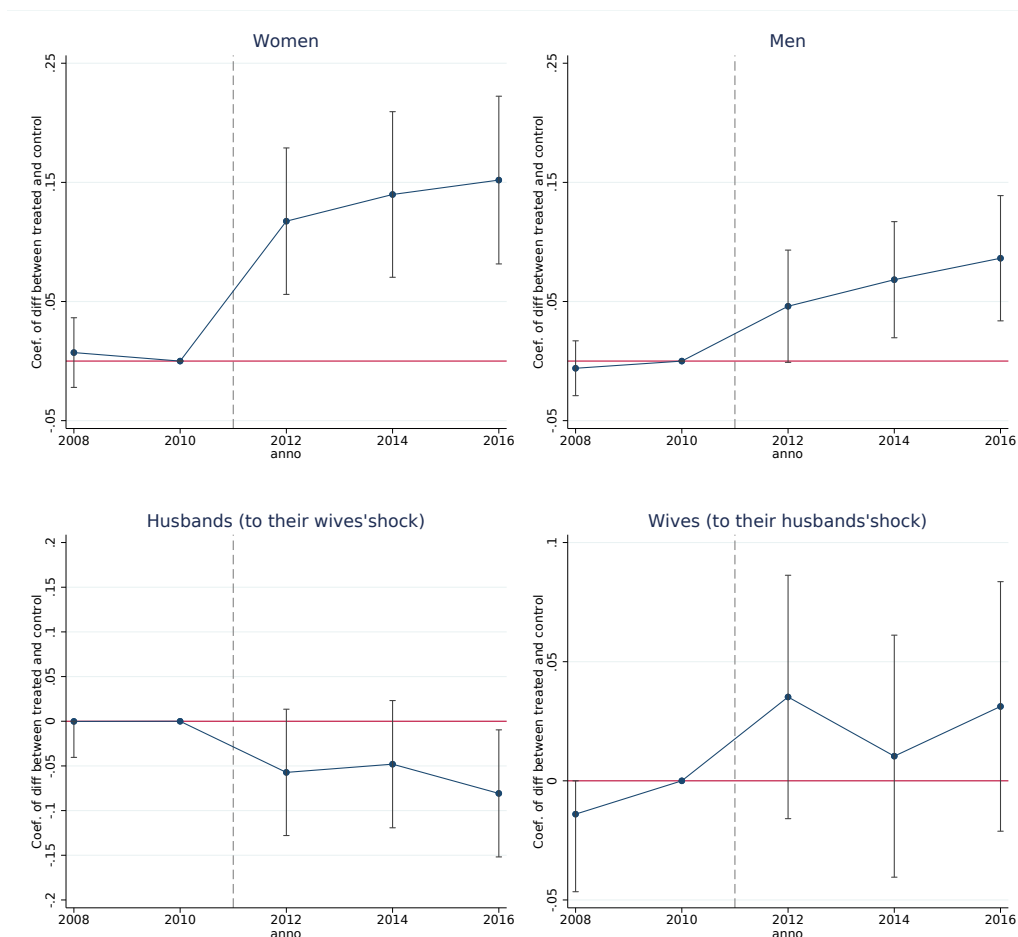 Women
Coef. of diff between treated and control
.25
.15
.05
-.05
2008 2010 2012 2014 2016
anno
Men
Coef. of diff between treated and control
.25
.15
.05
-.05
2008 2010 2012 2014 2016
anno
Husbands (to their wives'shock)
Coef. of diff between treated and control
.2
.15
.1
.05
0
-.05
-.1
-.15
-.2
2008 2010 2012 2014 2016
anno
Wives (to their husbands'shock)
Coef. of diff between treated and control
.1
.05
0
-.05
2008 2010 2012 2014 2016
anno